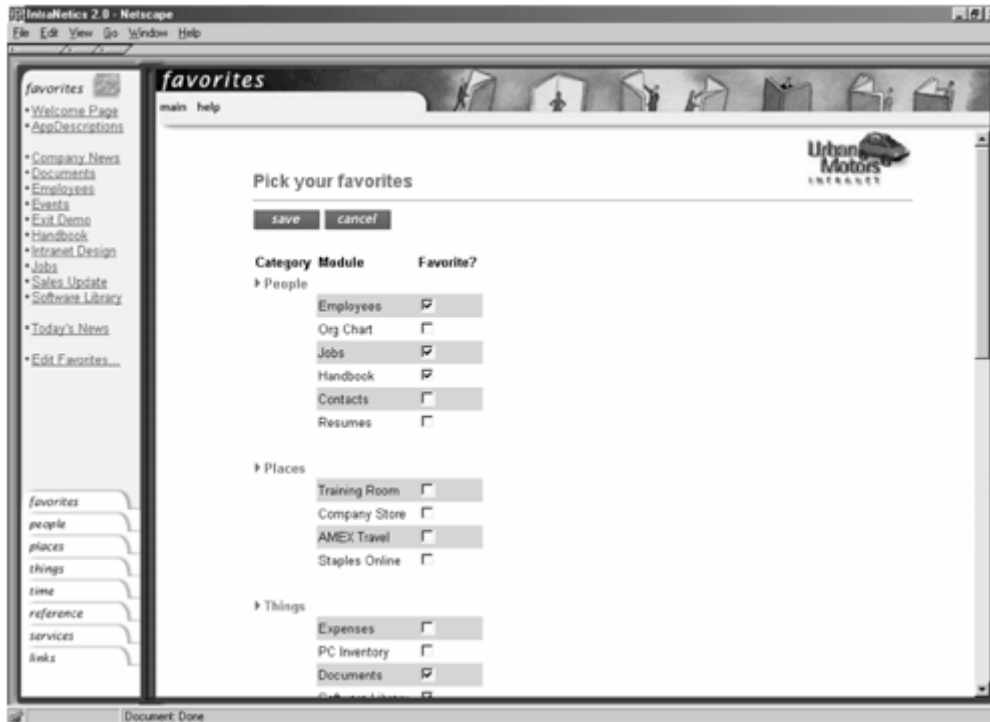 IntraNetics 2.0 - Netscape
File Edit View Go Window Help
favorites
• Welcome Page
• AppDescriptions
• Company News
• Documents
• Employees
• Events
• Exit Demo
• Handbook
• Intranet Design
• Jobs
• Sales Update
• Software Library
• Today's News
• Edit Favorites...
favorites
people
places
things
time
reference
services
links
favorites
main help
Urban
Motors
INTRANET
Pick your favorites
save cancel
Category Module Favorite?
People
Employees
Org Chart
Jobs
Handbook
Contacts
Resumes
Places
Training Room
Company Store
AMEX Travel
Staples Online
Things
Expenses
PC Inventory
Documents
Software Library
Document: Done